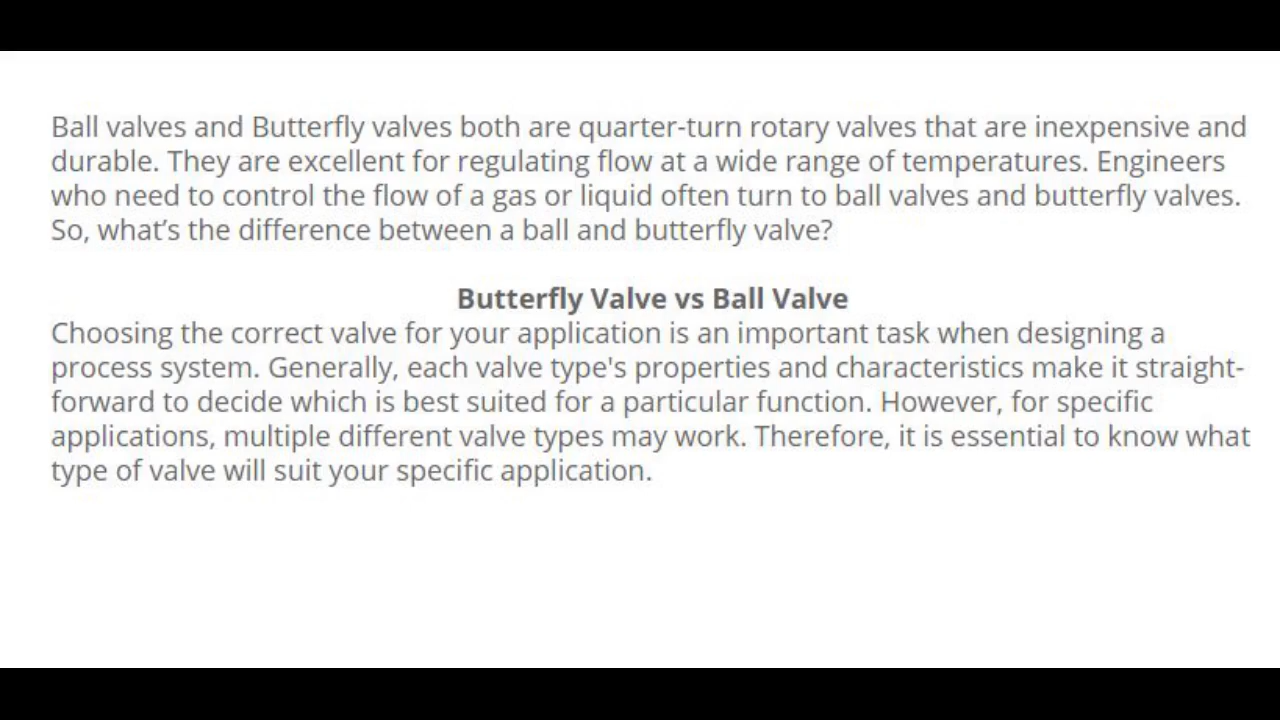 Ball valves and Butterfly valves both are quarter-turn rotary valves that are inexpensive and
durable. They are excellent for regulating flow at a wide range of temperatures. Engineers
who need to control the flow of a gas or liquid often turn to ball valves and butterfly valves.
So, what’s the difference between a ball and butterfly valve?
Butterfly Valve vs Ball Valve
Choosing the correct valve for your application is an important task when designing a
process system. Generally, each valve type's properties and characteristics make it straight-
forward to decide which is best suited for a particular function. However, for specific
applications, multiple different valve types may work. Therefore, it is essential to know what
type of valve will suit your specific application.